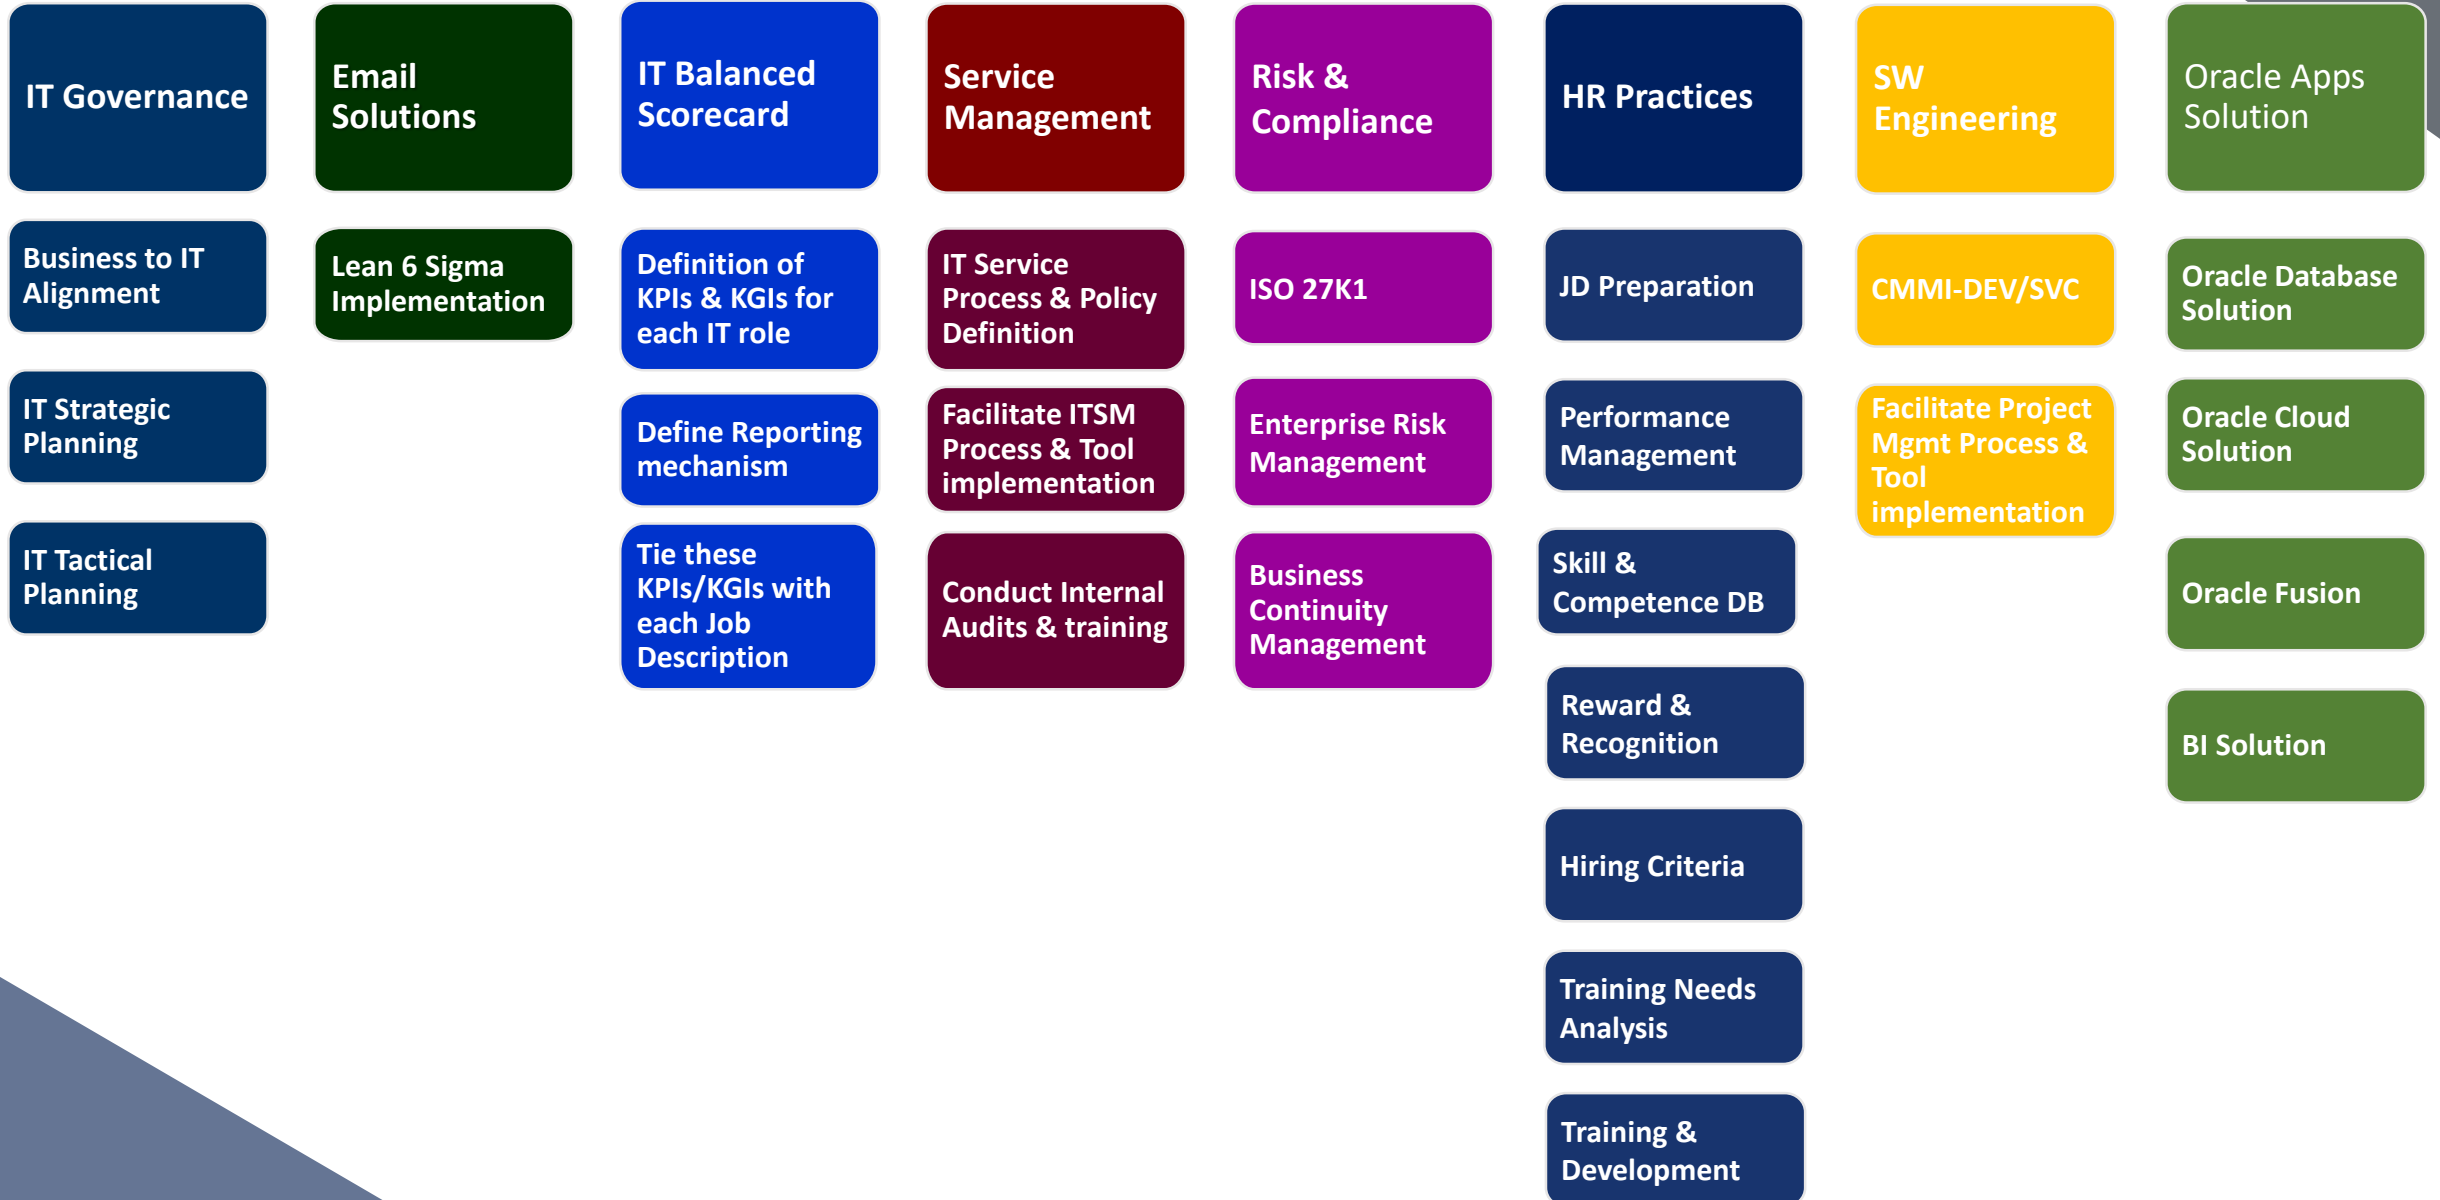 IT Governance
Business to IT
Alignment
IT Strategic
Planning
IT Tactical
Planning
Email
Solutions
Lean 6 Sigma
Implementation
IT Balanced
Scorecard
Definition of
KPIs & KGIs for
each IT role
Define Reporting
mechanism
Tie these
KPIs/KGIs with
each Job
Description
Service
Management
IT Service
Process & Policy
Definition
Facilitate ITSM
Process & Tool
implementation
Conduct Internal
Audits & training
Risk &
Compliance
ISO 27K1
Enterprise Risk
Management
Business
Continuity
Management
HR Practices
JD Preparation
Performance
Management
Skill &
Competence DB
Reward &
Recognition
Hiring Criteria
Training Needs
Analysis
Training &
Development
SW
Engineering
CMMI-DEV/SVC
Facilitate Project
Mgmt Process &
Tool
implementation
Oracle Apps
Solution
Oracle Database
Solution
Oracle Cloud
Solution
Oracle Fusion
BI Solution